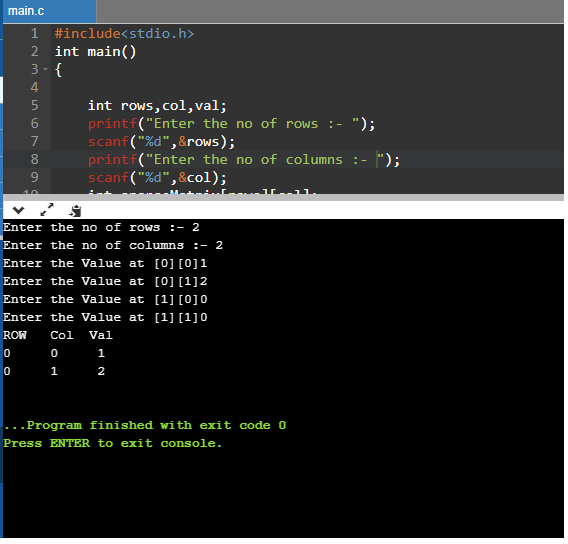 main.c
1 #include<stdio.h>
2 int main()
3 {
4
5 int rows,col,val;
6 printf("Enter the no of rows :- ");
7 scanf("%d",&rows);
8 printf("Enter the no of columns :- ");
9 scanf("%d",&col);
Enter the no of rows :- 2
Enter the no of columns :- 2
Enter the Value at [0][0]1
Enter the Value at [0][1]2
Enter the Value at [1][0]0
Enter the Value at [1][1]0
ROW Col Val
0 0 1
0 1 2
...Program finished with exit code 0
Press ENTER to exit console.